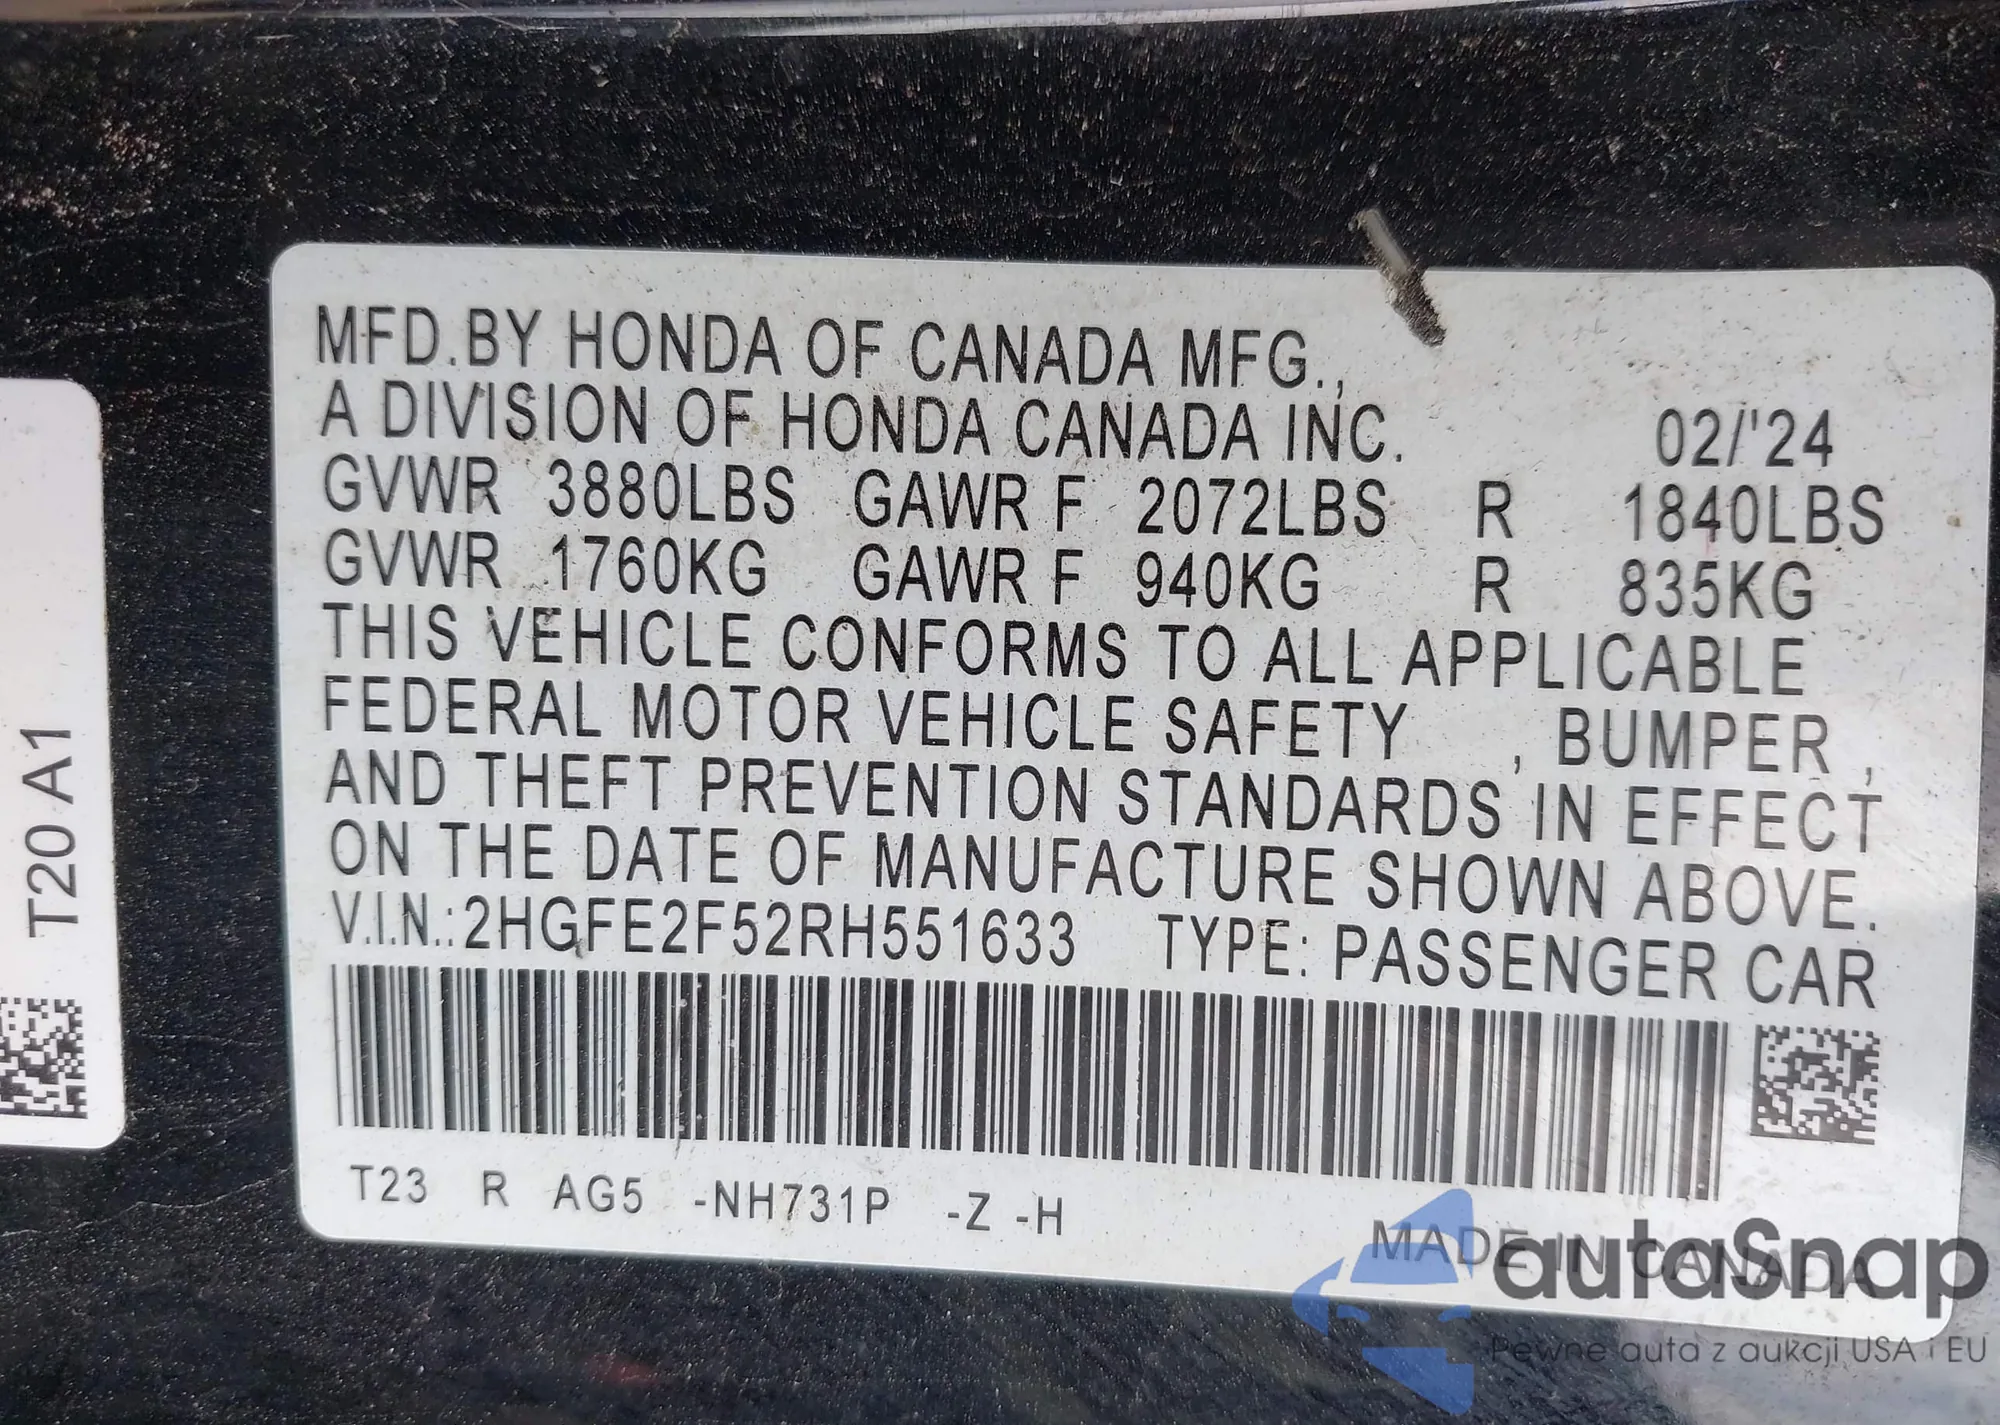 MFD.BY HONDA OF CANADA MFG.,
A DIVISION OF HONDA CANADA INC. 02/'24
GVWR 3880LBS GAWR F 2072LBS R 1840LBS
GVWR 1760KG GAWR F 940KG R 835KG
THIS VEHICLE CONFORMS TO ALL APPLICABLE
FEDERAL MOTOR VEHICLE SAFETY , BUMPER ,
AND THEFT PREVENTION STANDARDS IN EFFECT
ON THE DATE OF MANUFACTURE SHOWN ABOVE.
V.I.N.:2HGFE2F52RH551633 TYPE: PASSENGER CAR
T23 R AG5 -NH731P -Z -H
MADE IN CANADA
T20 A1
autoSnap
Pewne auta z aukcji USA i EU